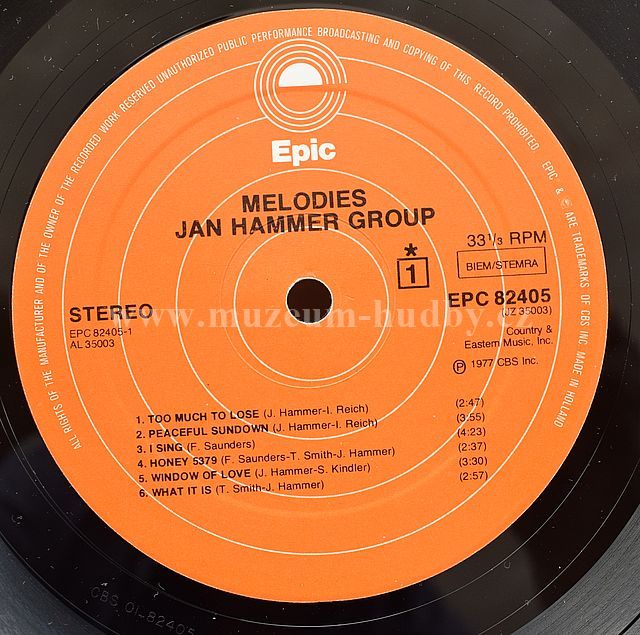 ALL RIGHTS OF THE MANUFACTURER AND OF THE OWNER OF THE RECORDED WORK RESERVED UNAUTHORIZED PUBLIC PERFORMANCE BROADCASTING AND COPYING OF THIS RECORD PROHIBITED EPIC & ℗ ARE TRADEMARKS OF CBS INC. MADE IN HOLLAND
Epic
MELODIES
JAN HAMMER GROUP
*
1
33 1/3 RPM
BIEM/STEMRA
STEREO
EPC 82405-1
AL 35003
EPC 82405
(JZ 35003)
Country &
Eastern Music, Inc.
℗ 1977 CBS Inc.
www.muzeum-hudby.cz
1. TOO MUCH TO LOSE (J. Hammer-I. Reich) (2:47)
2. PEACEFUL SUNDOWN (J. Hammer-I. Reich) (3:55)
3. I SING (F. Saunders) (4:23)
4. HONEY 5379 (F. Saunders-T. Smith-J. Hammer) (2:37)
5. WINDOW OF LOVE (J. Hammer-S. Kindler) (3:30)
6. WHAT IT IS (T. Smith-J. Hammer) (2:57)
CBS 01-82405